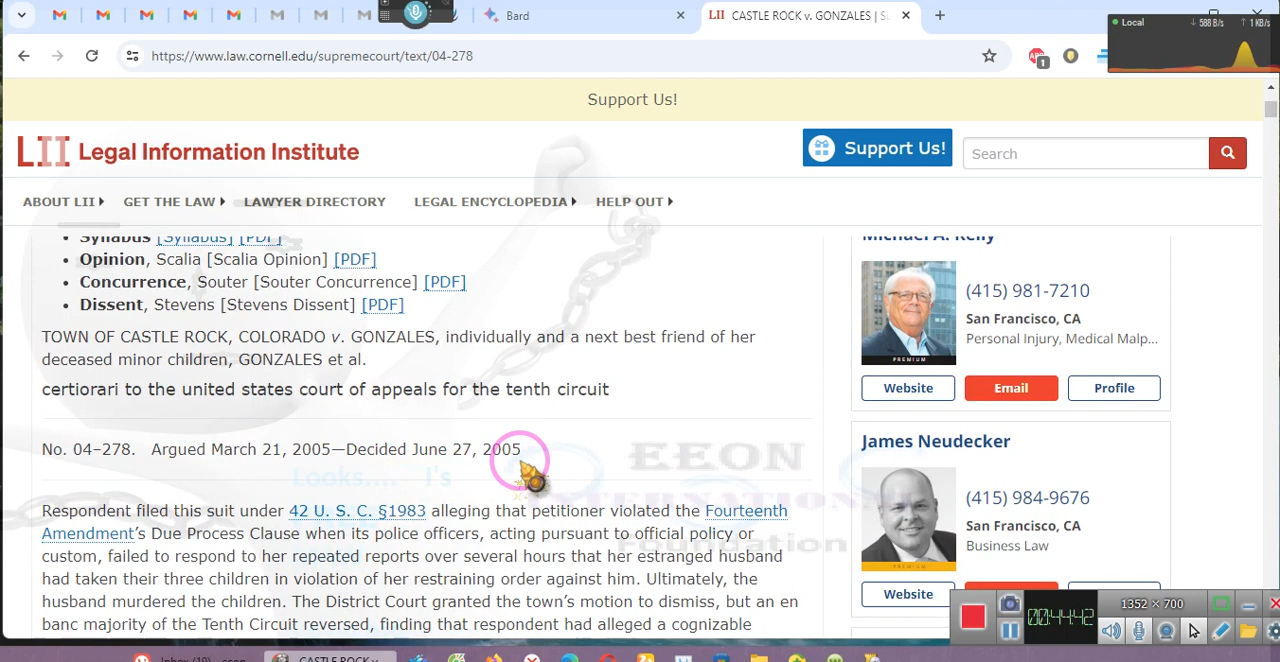 Bard
CASTLE ROCK v. GONZALES | S
Local
588 B/s
1 KB/s
https://www.law.cornell.edu/supremecourt/text/04-278
1
Support Us!
LII Legal Information Institute
Support Us!
Search
ABOUT LII
GET THE LAW
LAWYER DIRECTORY
LEGAL ENCYCLOPEDIA
HELP OUT
Syllabus [Syllabus] [PDF]
Opinion, Scalia [Scalia Opinion] [PDF]
Concurrence, Souter [Souter Concurrence] [PDF]
Dissent, Stevens [Stevens Dissent] [PDF]
TOWN OF CASTLE ROCK, COLORADO v. GONZALES, individually and a next best friend of her
deceased minor children, GONZALES et al.
certiorari to the united states court of appeals for the tenth circuit
No. 04–278. Argued March 21, 2005—Decided June 27, 2005
Respondent filed this suit under 42 U. S. C. §1983 alleging that petitioner violated the Fourteenth
Amendment's Due Process Clause when its police officers, acting pursuant to official policy or
custom, failed to respond to her repeated reports over several hours that her estranged husband
had taken their three children in violation of her restraining order against him. Ultimately, the
husband murdered the children. The District Court granted the town's motion to dismiss, but an en
banc majority of the Tenth Circuit finding that respondent had alleged a cognizable
Looks.... I's
EEON
INTERNATIONAL
Foundation
Michael A. Kelly
(415) 981-7210
San Francisco, CA
Personal Injury, Medical Malp...
PREMIUM
Website
Email
Profile
James Neudecker
(415) 984-9676
San Francisco, CA
Business Law
PREMIUM
Website
1352 × 700
00:44:42
CASTLE ROCK v.